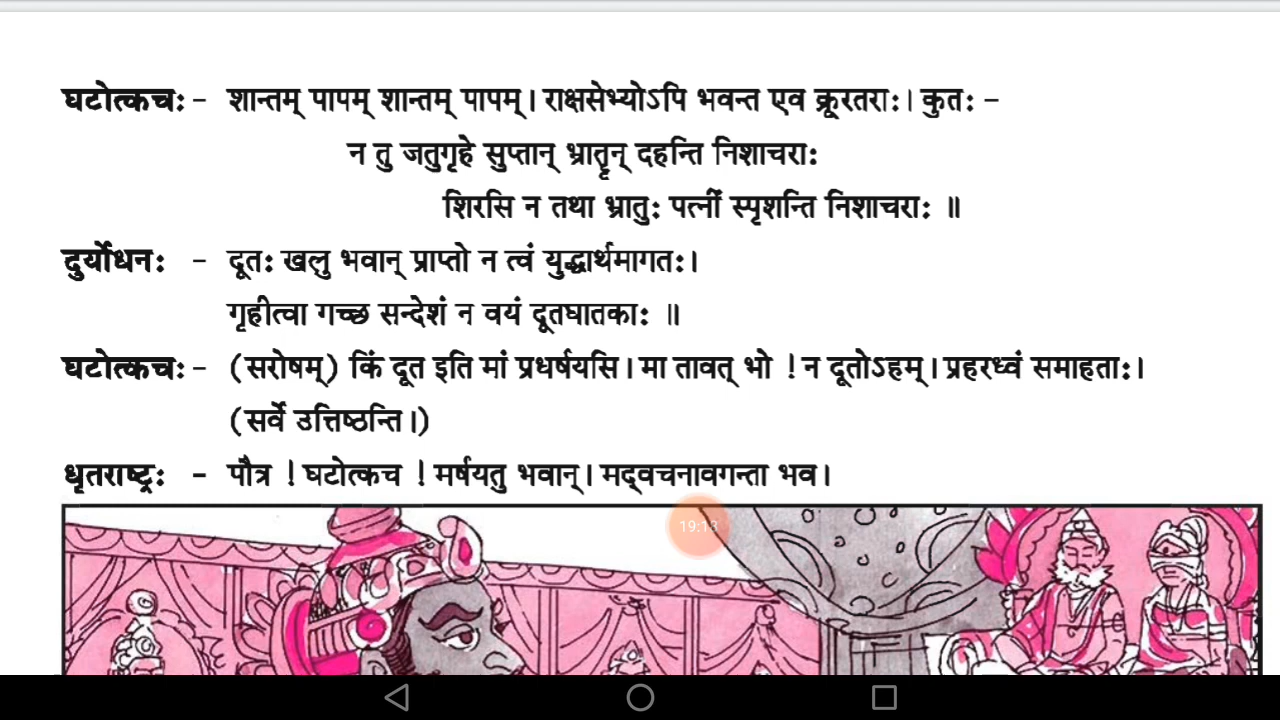 घटोत्कचः - शान्तम् पापम् शान्तम् पापम्। राक्षसेभ्योऽपि भवन्त एव क्रूरतराः। कुतः -
न तु जतुगृहे सुप्तान् भ्रातॄन् दहन्ति निशाचराः
शिरसि न तथा भ्रातुः पत्नीं स्पृशन्ति निशाचराः ॥
दुर्योधनः - दूतः खलु भवान् प्राप्तो न त्वं युद्धार्थमागतः।
गृहीत्वा गच्छ सन्देशं न वयं दूतघातकाः ॥
घटोत्कचः - (सरोषम्) किं दूत इति मां प्रधर्षयसि। मा तावत् भो ! न दूतोऽहम्। प्रहरध्वं समाहताः।
(सर्वे उत्तिष्ठन्ति।)
धृतराष्ट्रः - पौत्र ! घटोत्कच ! मर्षयतु भवान्। मद्वचनावगन्ता भव।
19:13